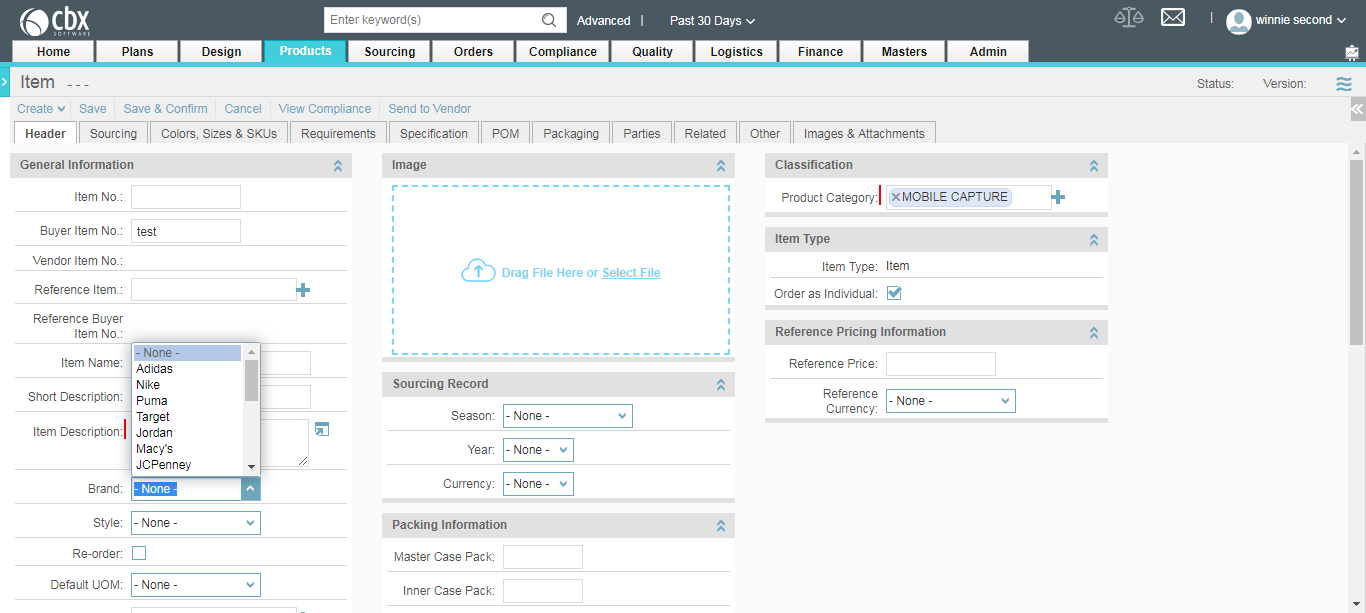 cbx
SOFTWARE
Enter keyword(s)
Advanced | Past 30 Days
winnie second
Home Plans Design Products Sourcing Orders Compliance Quality Logistics Finance Masters Admin
Item - - -
Status: Version:
Create Save Save & Confirm Cancel View Compliance Send to Vendor
Header Sourcing Colors, Sizes & SKUs Requirements Specification POM Packaging Parties Related Other Images & Attachments
General Information
Item No.:
Buyer Item No.: test
Vendor Item No.:
Reference Item.:
Reference Buyer
Item No.:
Item Name:
Short Description:
Item Description:
- None -
Adidas
Nike
Puma
Target
Jordan
Macy's
JCPenney
Brand: - None -
Style: - None -
Re-order:
Default UOM: - None -
Image
Drag File Here or Select File
Sourcing Record
Season: - None -
Year: - None -
Currency: - None -
Packing Information
Master Case Pack:
Inner Case Pack:
Classification
Product Category: MOBILE CAPTURE
Item Type
Item Type: Item
Order as Individual:
Reference Pricing Information
Reference Price:
Reference
Currency: - None -